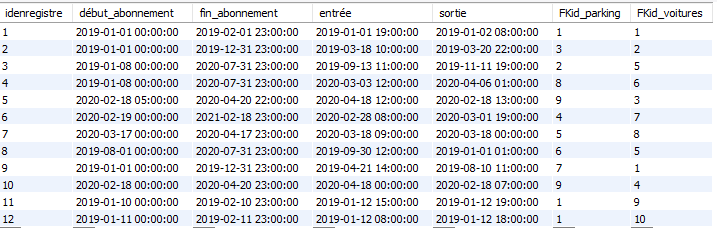 idenregistre début_abonnement fin_abonnement entrée sortie FKid_parking FKid_voitures
1 2019-01-01 00:00:00 2019-02-01 23:00:00 2019-01-01 19:00:00 2019-01-02 08:00:00 1 1
2 2019-01-01 00:00:00 2019-12-31 23:00:00 2019-03-18 10:00:00 2019-03-20 22:00:00 3 2
3 2019-01-08 00:00:00 2020-07-31 23:00:00 2019-09-13 11:00:00 2019-11-11 19:00:00 2 5
4 2019-01-08 00:00:00 2020-07-31 23:00:00 2020-03-03 12:00:00 2020-04-06 01:00:00 8 6
5 2020-02-18 05:00:00 2020-04-20 22:00:00 2020-04-18 12:00:00 2020-02-18 13:00:00 9 3
6 2020-02-19 00:00:00 2021-02-18 23:00:00 2020-02-28 08:00:00 2020-03-01 19:00:00 4 7
7 2020-03-17 00:00:00 2020-04-17 23:00:00 2020-03-18 09:00:00 2020-03-18 00:00:00 5 8
8 2019-08-01 00:00:00 2020-07-31 23:00:00 2019-09-30 12:00:00 2019-01-01 01:00:00 6 5
9 2019-01-01 00:00:00 2019-12-31 23:00:00 2019-04-21 14:00:00 2019-08-10 11:00:00 7 1
10 2020-02-18 00:00:00 2020-04-20 23:00:00 2020-04-18 00:00:00 2020-02-18 07:00:00 9 4
11 2019-01-10 00:00:00 2019-02-10 23:00:00 2019-01-12 15:00:00 2019-01-12 19:00:00 1 9
12 2019-01-11 00:00:00 2019-02-11 23:00:00 2019-01-12 08:00:00 2019-01-12 18:00:00 1 10